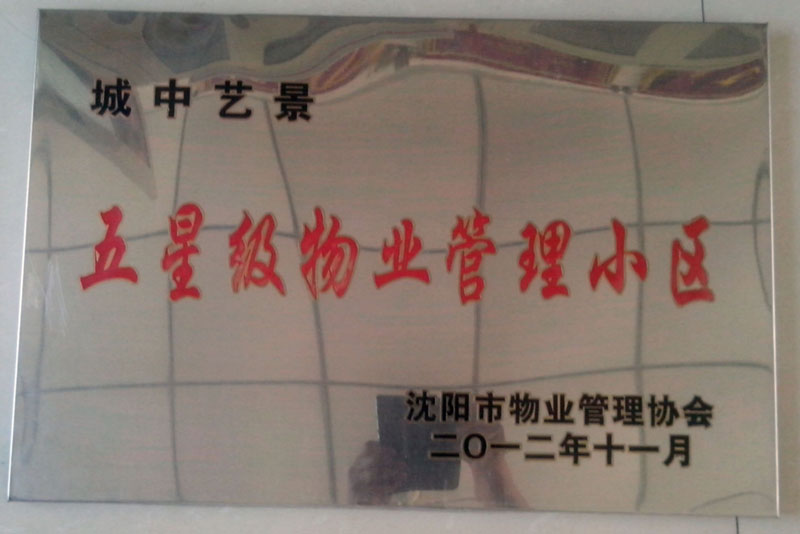 城中艺景
五星级物业管理小区
沈阳市物业管理协会
二〇一二年十一月